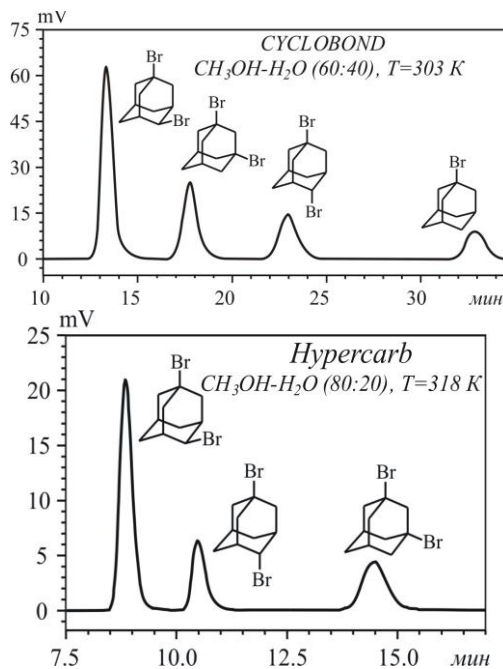 mV
75
60
45
30
15
0
CYCLOBOND
CH₃OH-H₂O (60:40), T=303 K
Br
Br
Br
Br
Br
Br
Br
10 15 20 25 30 мин
mV
25
20
15
10
5
0
Hypercarb
CH₃OH-H₂O (80:20), T=318 K
Br
Br
Br
Br
Br
Br
7.5 10.0 12.5 15.0 мин